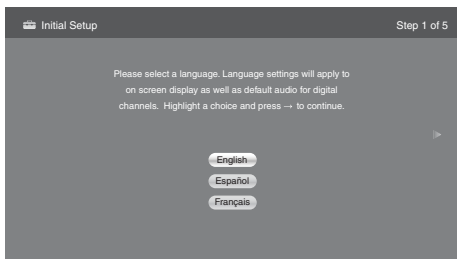 Initial Setup
Step 1 of 5
Please select a language. Language settings will apply to
on screen display as well as default audio for digital
channels. Highlight a choice and press → to continue.
English
Español
Français